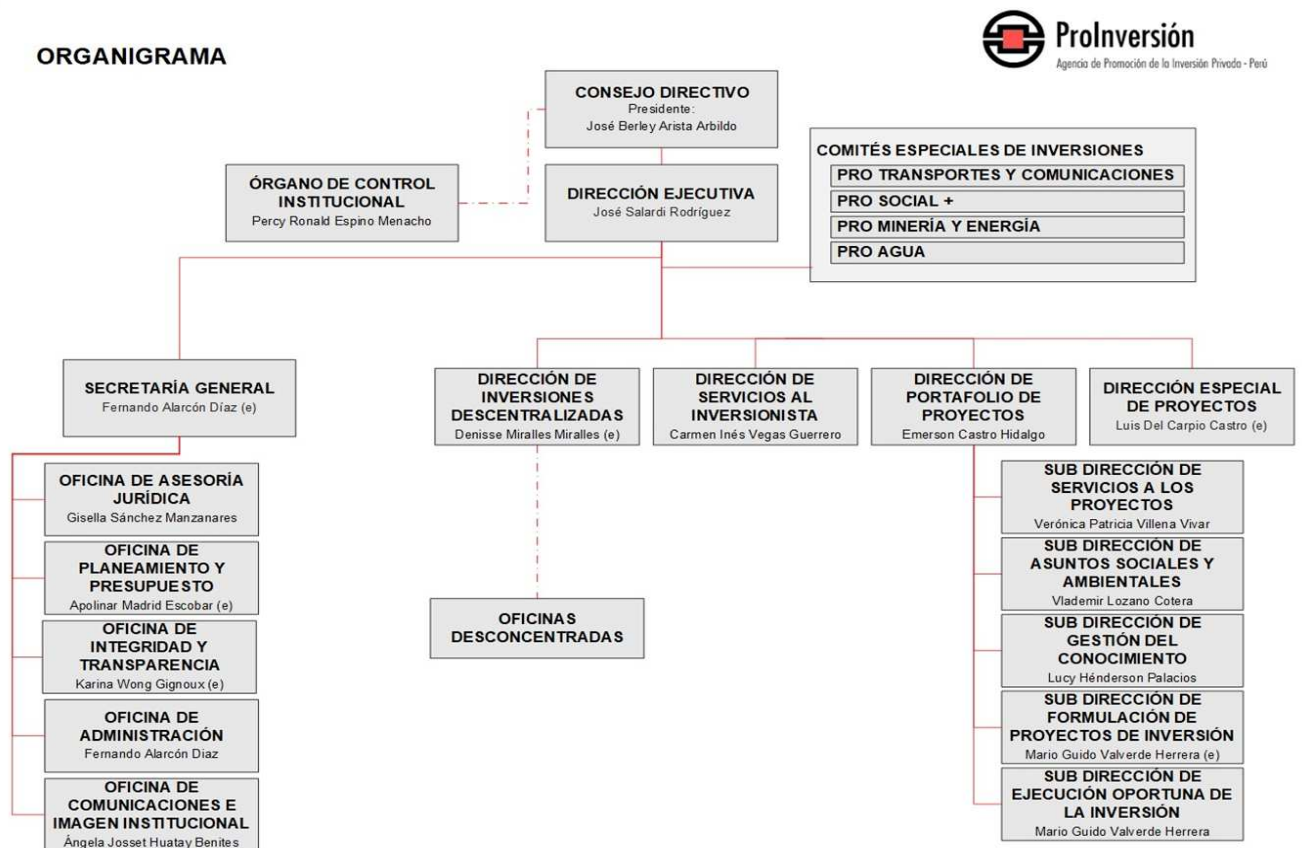 ORGANIGRAMA
ProInversión
Agencia de Promoción de la Inversión Privada - Perú
CONSEJO DIRECTIVO
Presidente:
José Berley Arista Arbildo
ÓRGANO DE CONTROL
INSTITUCIONAL
Percy Ronald Espino Menacho
DIRECCIÓN EJECUTIVA
José Salardi Rodríguez
COMITÉS ESPECIALES DE INVERSIONES
PRO TRANSPORTES Y COMUNICACIONES
PRO SOCIAL +
PRO MINERÍA Y ENERGÍA
PRO AGUA
SECRETARÍA GENERAL
Fernando Alarcón Díaz (e)
DIRECCIÓN DE
INVERSIONES
DESCENTRALIZADAS
Denisse Miralles Miralles (e)
DIRECCIÓN DE
SERVICIOS AL
INVERSIONISTA
Carmen Inés Vegas Guerrero
DIRECCIÓN DE
PORTAFOLIO DE
PROYECTOS
Emerson Castro Hidalgo
DIRECCIÓN ESPECIAL
DE PROYECTOS
Luis Del Carpio Castro (e)
OFICINA DE ASESORÍA
JURÍDICA
Gisella Sánchez Manzanares
OFICINA DE
PLANEAMIENTO Y
PRESUPUESTO
Apolinar Madrid Escobar (e)
OFICINA DE
INTEGRIDAD Y
TRANSPARENCIA
Karina Wong Gignoux (e)
OFICINA DE
ADMINISTRACIÓN
Fernando Alarcón Diaz
OFICINA DE
COMUNICACIONES E
IMAGEN INSTITUCIONAL
Ángela Josset Huatay Benites
OFICINAS
DESCONCENTRADAS
SUB DIRECCIÓN DE
SERVICIOS A LOS
PROYECTOS
Verónica Patricia Villena Vivar
SUB DIRECCIÓN DE
ASUNTOS SOCIALES Y
AMBIENTALES
Vlademir Lozano Cotera
SUB DIRECCIÓN DE
GESTIÓN DEL
CONOCIMIENTO
Lucy Hénderson Palacios
SUB DIRECCIÓN DE
FORMULACIÓN DE
PROYECTOS DE INVERSIÓN
Mario Guido Valverde Herrera (e)
SUB DIRECCIÓN DE
EJECUCIÓN OPORTUNA DE
LA INVERSIÓN
Mario Guido Valverde Herrera